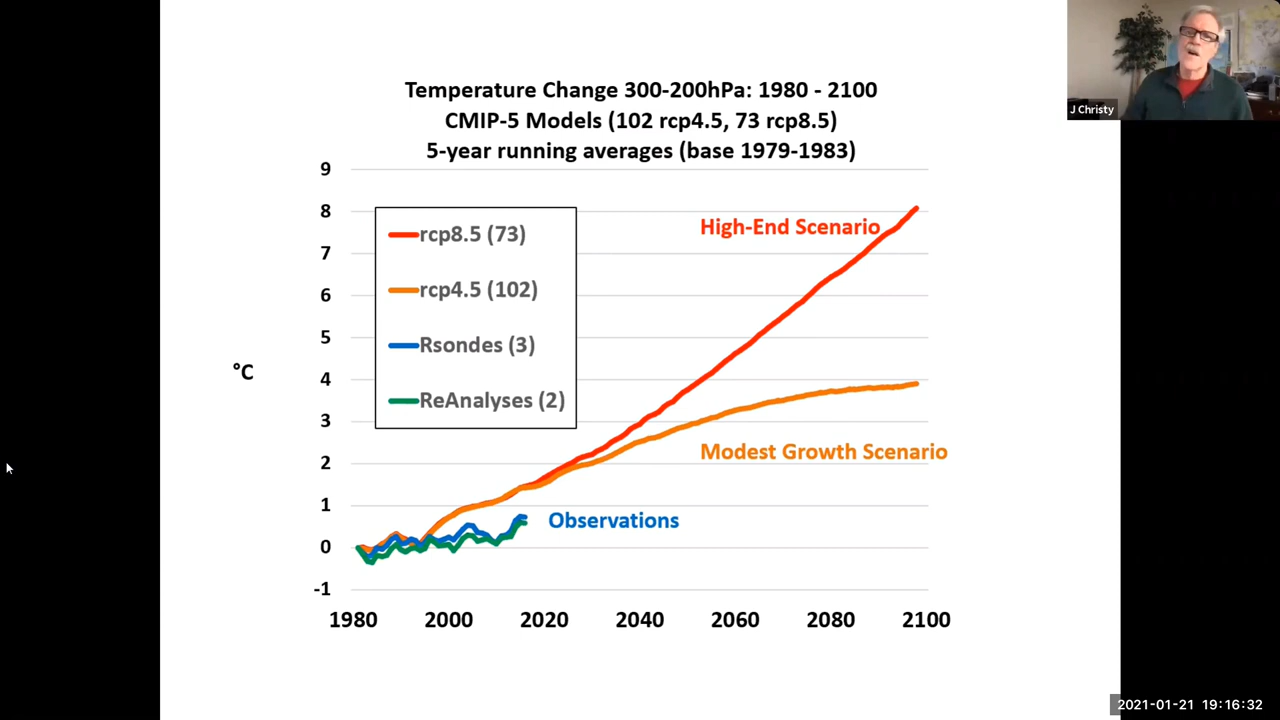 J Christy
Temperature Change 300-200hPa: 1980 - 2100
CMIP-5 Models (102 rcp4.5, 73 rcp8.5)
5-year running averages (base 1979-1983)
9
8
7
6
5
4
3
2
1
0
-1
°C
rcp8.5 (73)
rcp4.5 (102)
Rsondes (3)
ReAnalyses (2)
High-End Scenario
Modest Growth Scenario
Observations
1980 2000 2020 2040 2060 2080 2100
2021-01-21 19:16:32